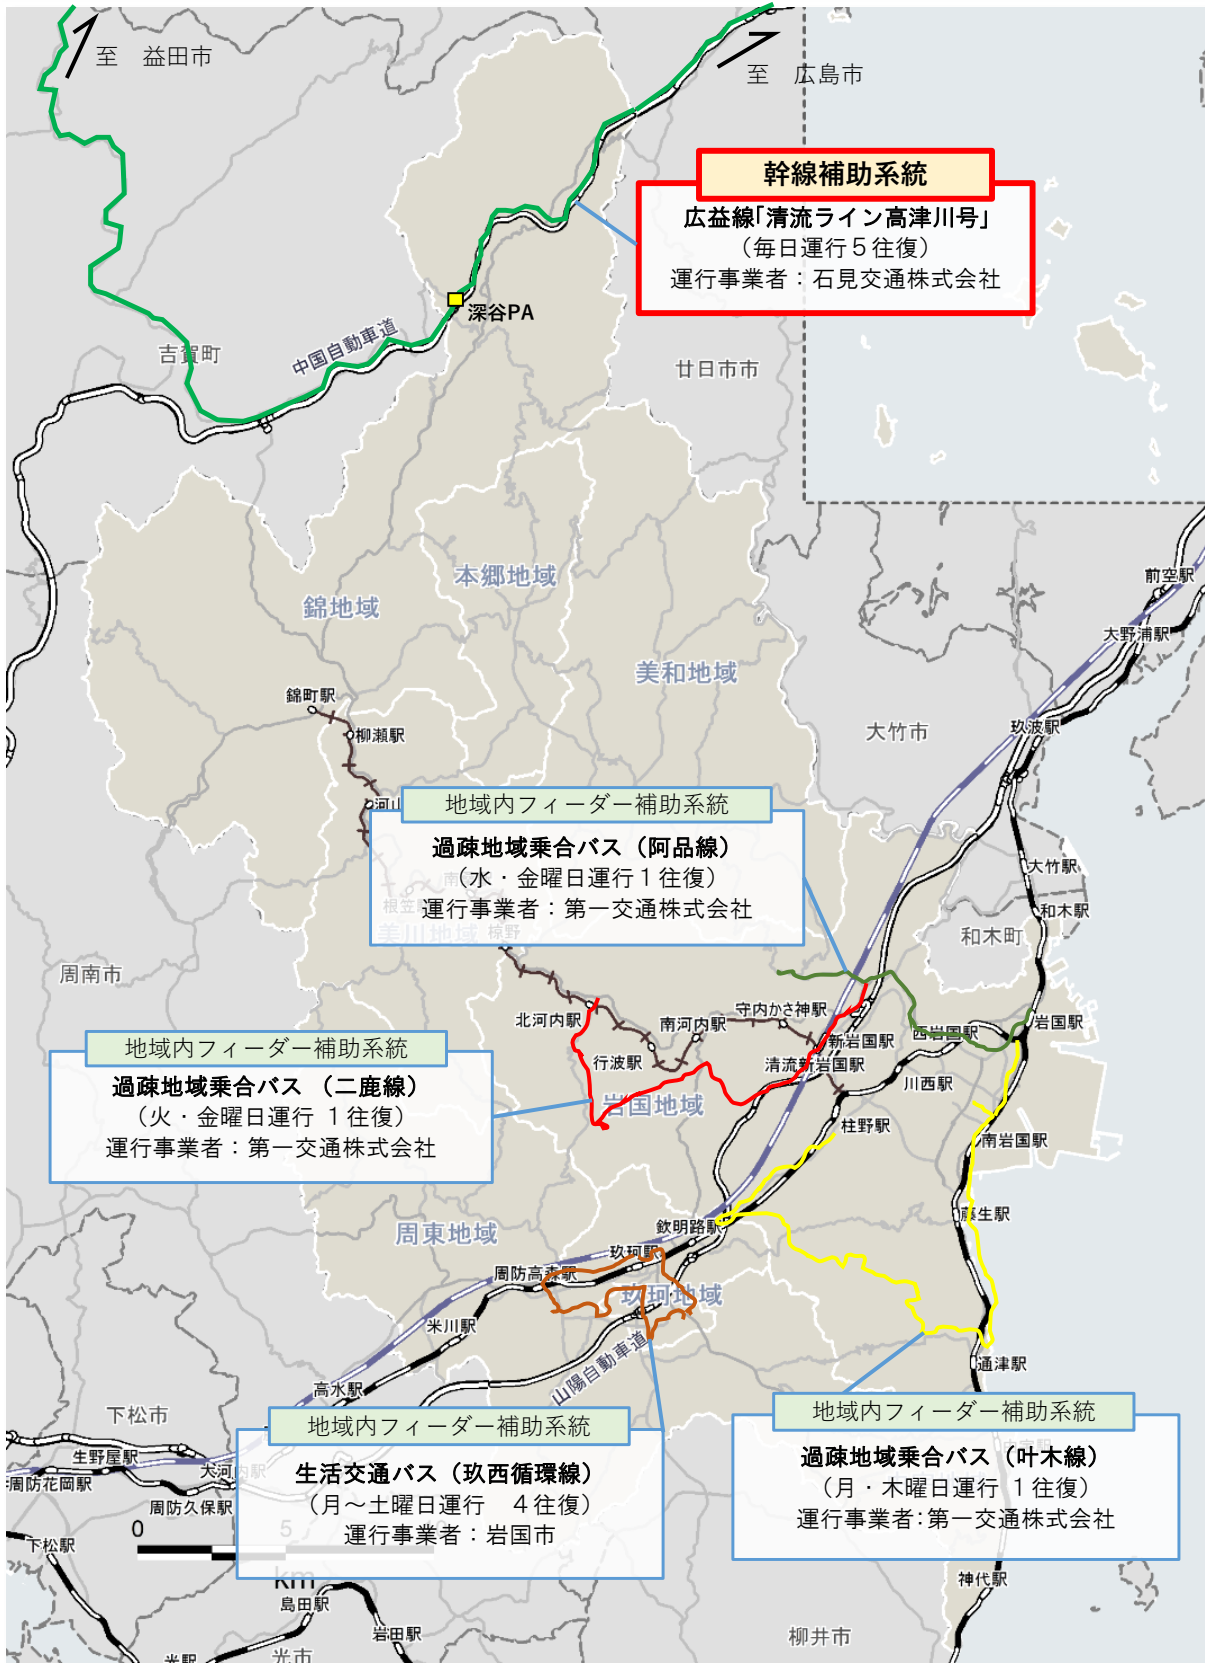 至　益田市
至　広島市
幹線補助系統
広益線「清流ライン高津川号」
（毎日運行５往復）
運行事業者：石見交通株式会社
深谷PA
中国自動車道
吉賀町
廿日市市
前空駅
大野浦駅
本郷地域
錦地域
美和地域
錦町駅
柳瀬駅
大竹市
玖波駅
河山
地域内フィーダー補助系統
過疎地域乗合バス（阿品線）
（水・金曜日運行１往復）
運行事業者：第一交通株式会社
南
根笠
美川地域
椋野
大竹駅
和木駅
和木町
周南市
北河内駅
南河内駅
守内かさ神駅
行波駅
新岩国駅
清流新岩国駅
西岩国駅
岩国駅
川西駅
地域内フィーダー補助系統
過疎地域乗合バス（二鹿線）
（火・金曜日運行 １往復）
運行事業者：第一交通株式会社
岩国地域
柱野駅
南岩国駅
藤生駅
欽明路駅
周東地域
玖珂駅
周防高森駅
玖珂地域
米川駅
山陽自動車道
通津駅
高水駅
下松市
生野屋駅
周防花岡駅
大河内駅
周防久保駅
地域内フィーダー補助系統
生活交通バス（玖西循環線）
（月～土曜日運行　４往復）
運行事業者：岩国市
地域内フィーダー補助系統
過疎地域乗合バス（叶木線）
（月・木曜日運行 １往復）
運行事業者：第一交通株式会社
0
5
km
下松駅
島田駅
岩田駅
光駅
光市
神代駅
柳井市